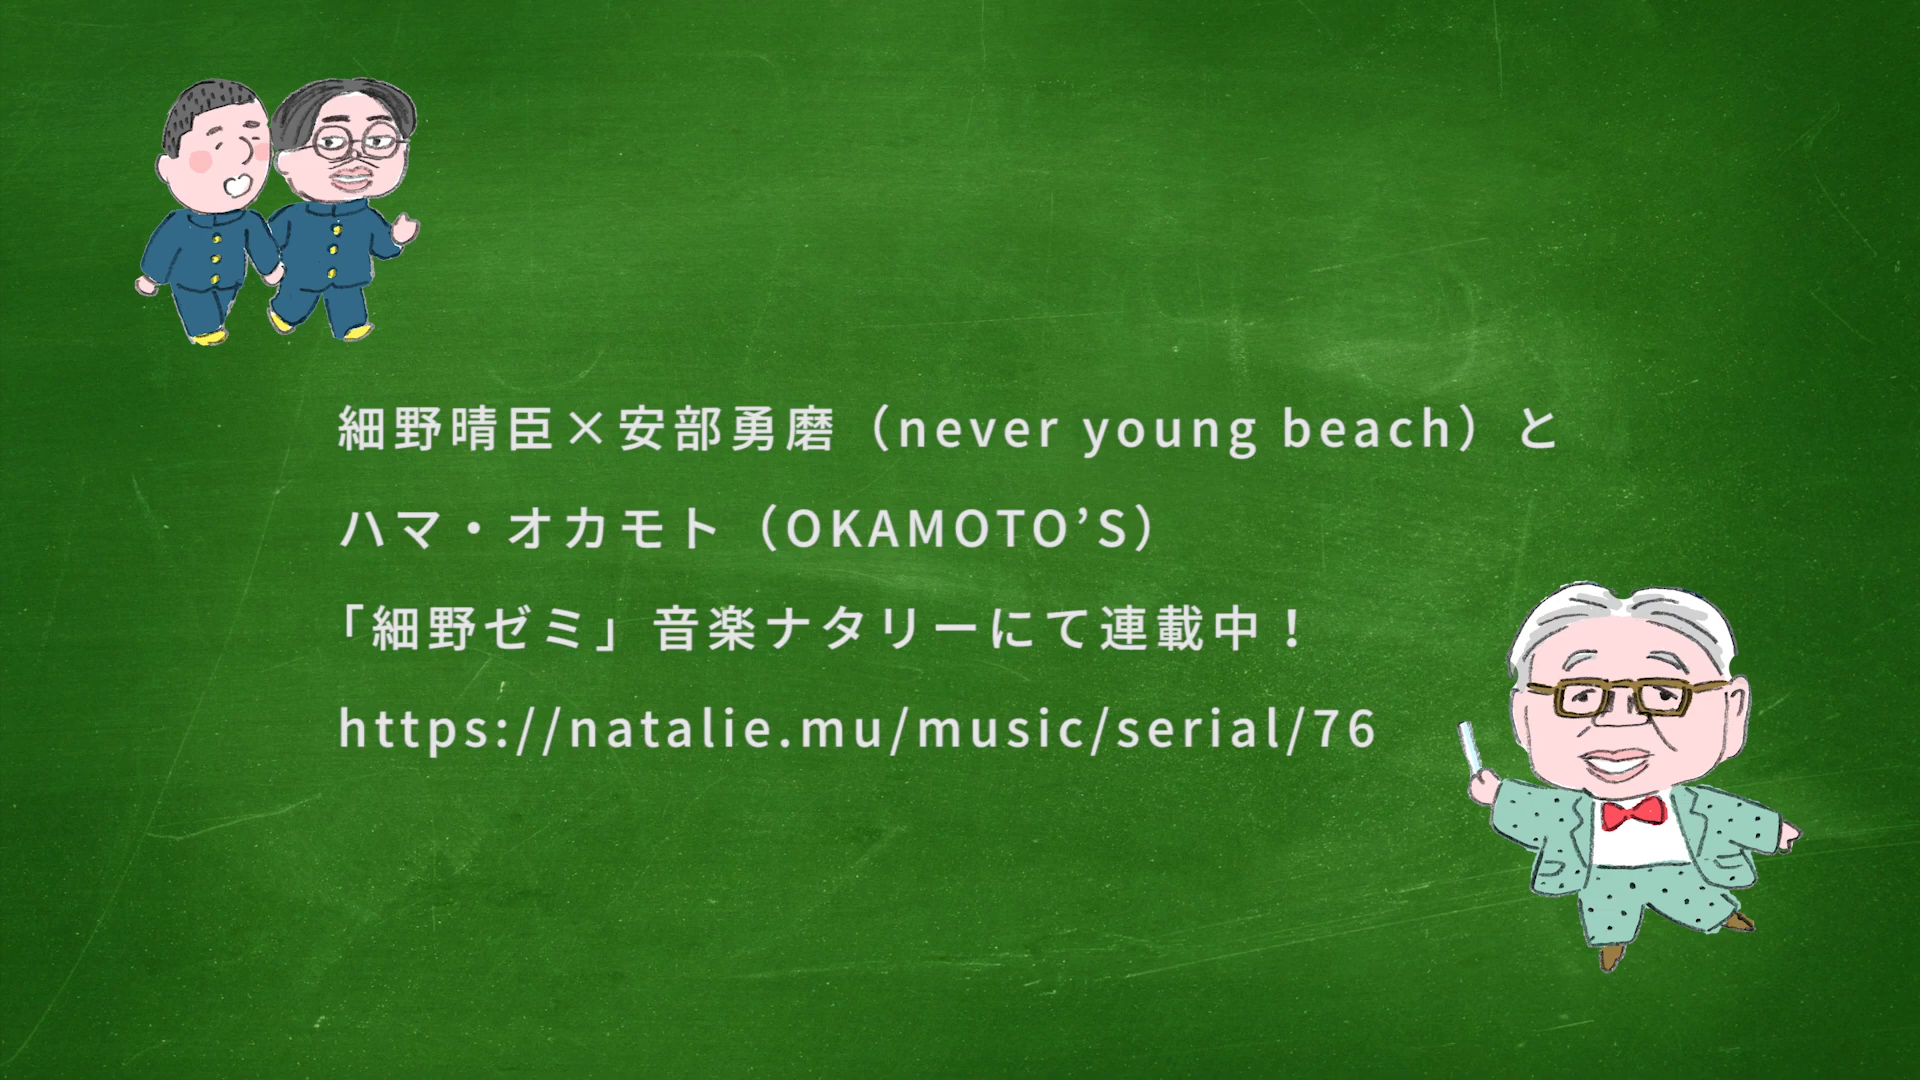 細野晴臣×安部勇磨（never young beach）と
ハマ・オカモト（OKAMOTO’S）
「細野ゼミ」音楽ナタリーにて連載中！
https://natalie.mu/music/serial/76